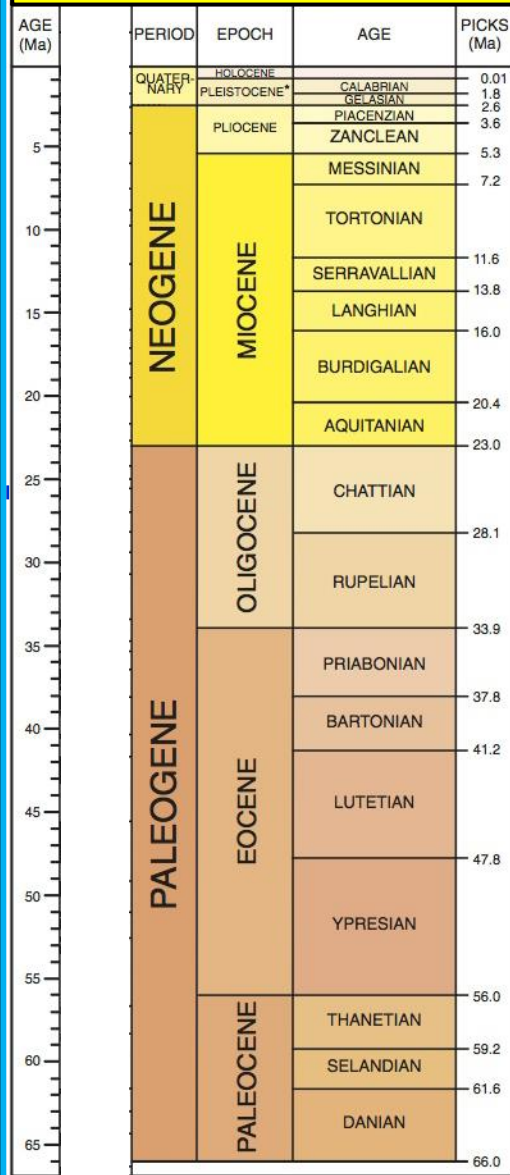 AGE
(Ma)
PERIOD
EPOCH
AGE
PICKS
(Ma)
QUATER-
NARY
HOLOCENE
PLEISTOCENE*
CALABRIAN
GELASIAN
0.01
1.8
2.6
NEOGENE
PLIOCENE
PIACENZIAN
3.6
ZANCLEAN
5
5.3
MIOCENE
MESSINIAN
7.2
TORTONIAN
10
11.6
SERRAVALLIAN
13.8
LANGHIAN
15
16.0
BURDIGALIAN
20
20.4
AQUITANIAN
23.0
PALEOGENE
OLIGOCENE
CHATTIAN
25
28.1
RUPELIAN
30
33.9
EOCENE
PRIABONIAN
35
37.8
BARTONIAN
40
41.2
LUTETIAN
45
47.8
YPRESIAN
50
55
56.0
PALEOCENE
THANETIAN
59.2
SELANDIAN
60
61.6
DANIAN
65
66.0